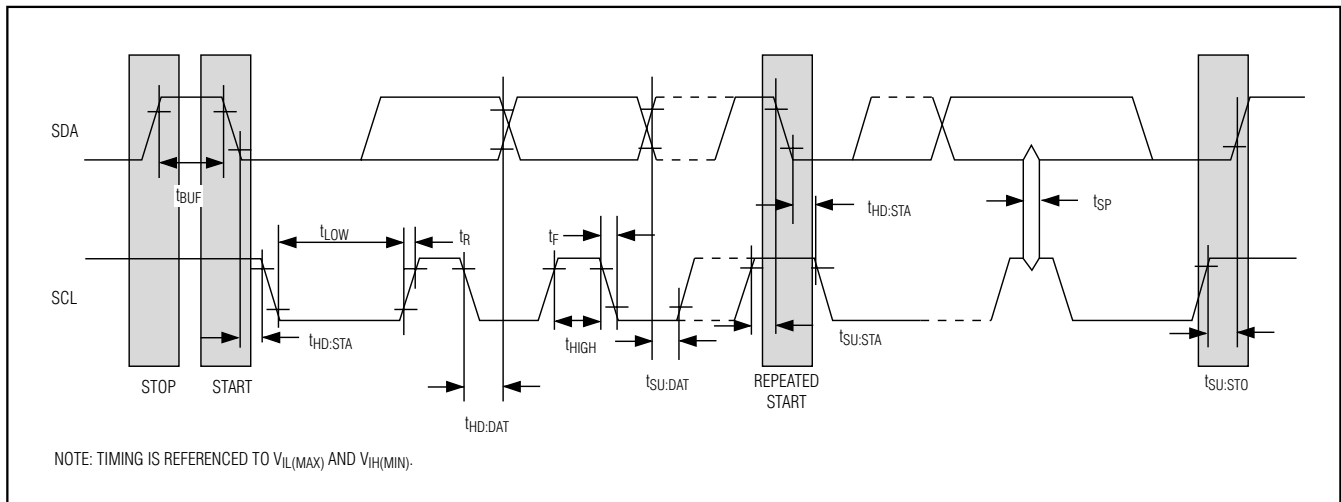 SDA
tBUF
tLOW
tR
tF
tHD:STA
tSP
SCL
tHD:STA
tHIGH
tSU:STA
tSU:DAT
STOP
START
REPEATED
START
tSU:STO
tHD:DAT
NOTE: TIMING IS REFERENCED TO VIL(MAX) AND VIH(MIN).